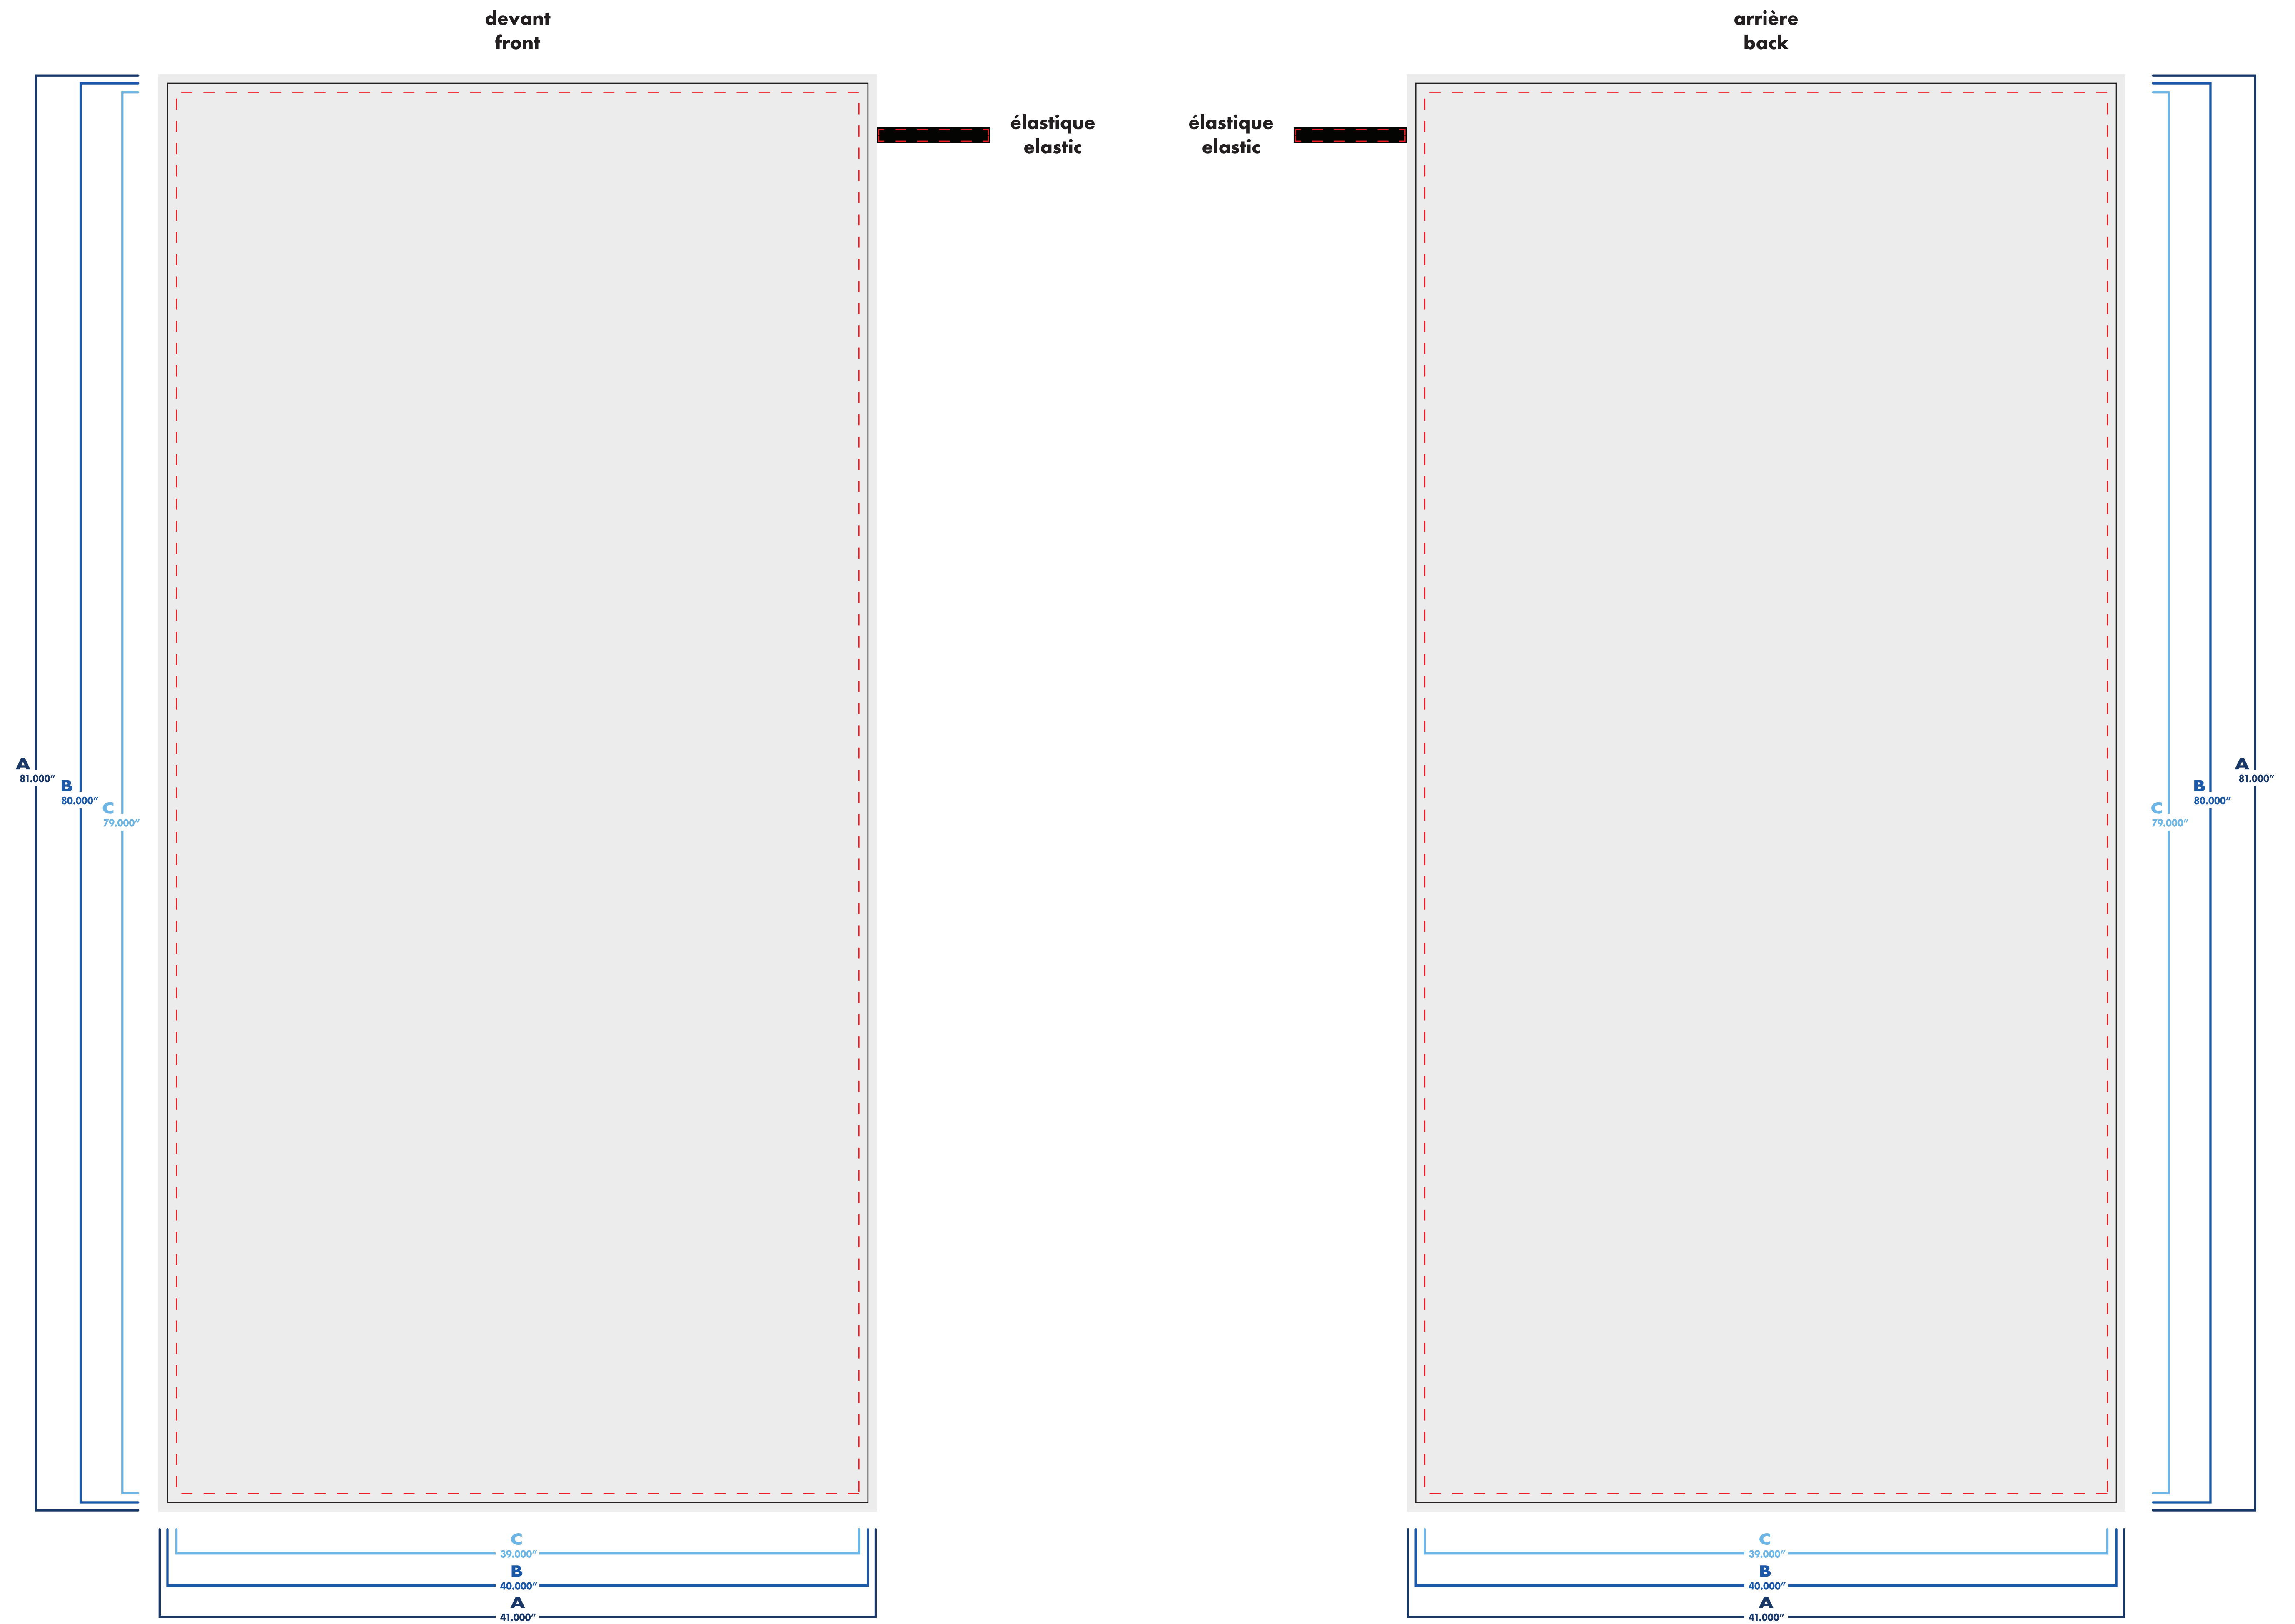 devant
front
arrière
back
élastique
elastic
élastique
elastic
A
81.000”
B
80.000”
C
79.000”
A
81.000”
B
80.000”
C
79.000”
C
39.000”
B
40.000”
A
41.000”
C
39.000”
B
40.000”
A
41.000”